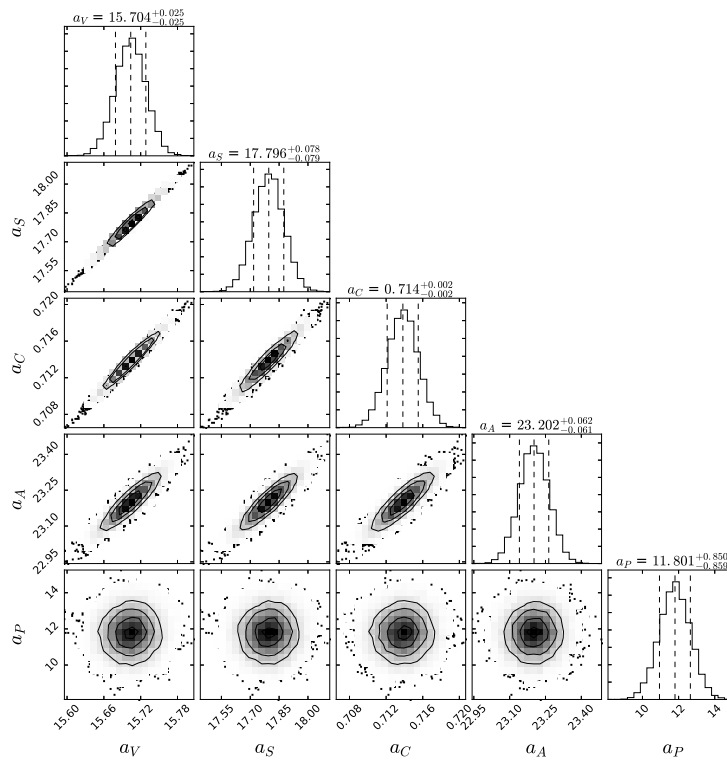 a_V = 15.704^{+0.025}_{-0.025}
a_S = 17.796^{+0.078}_{-0.079}
a_S
18.00
17.85
17.70
17.55
a_C = 0.714^{+0.002}_{-0.002}
a_C
0.720
0.716
0.712
0.708
a_A = 23.202^{+0.062}_{-0.061}
a_A
23.40
23.25
23.10
22.95
a_P = 11.801^{+0.850}_{-0.859}
a_P
14
12
10
15.60 15.66 15.72 15.78 17.55 17.70 17.85 18.00 0.708 0.712 0.716 0.720 22.95 23.10 23.25 23.40 10 12 14
a_V a_S a_C a_A a_P